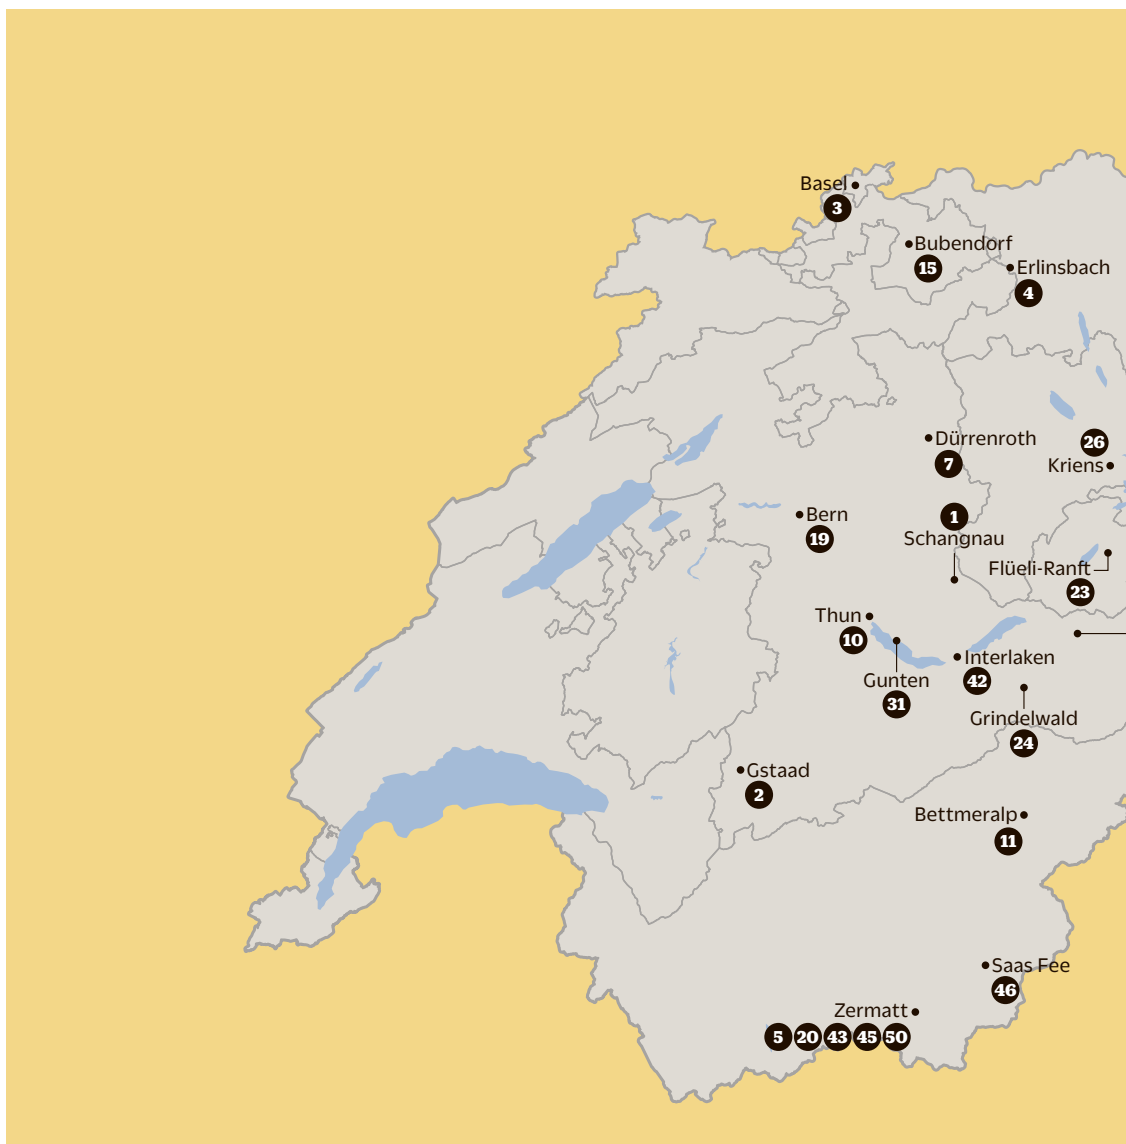 Basel
3
Bubendorf
15
Erlinsbach
4
26
Kriens
Dürrenroth
7
1
Schangnau
Bern
19
Flüeli-Ranft
23
Thun
10
Gunten
31
Interlaken
42
Grindelwald
24
Gstaad
2
Bettmeralp
11
Saas Fee
46
Zermatt
5 20 43 45 50